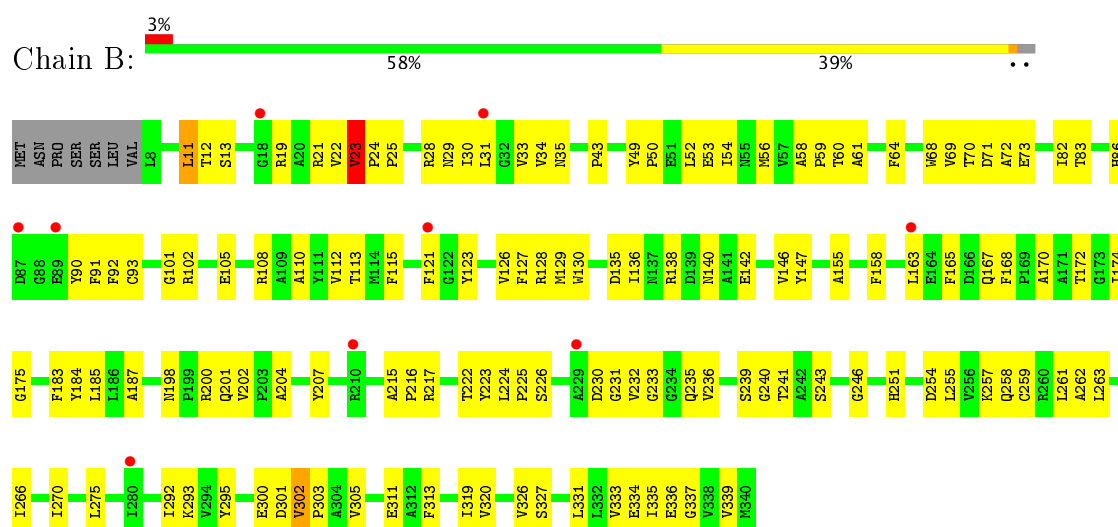 3%
Chain B:
58% 39% ..
MET ASN PRO SER SER LEU VAL L8 L11 T12 S13 G18 R19 A20 R21 V22 V23 P24 P25 R28 N29 I30 L31 G32 V33 V34 N35 P43 Y49 P50 E51 L52 E53 I54 N55 M56 V57 A58 P59 T60 A61 F64 W68 V69 T70 D71 A72 E73 I82 T83 H86
D87 G88 E89 Y90 F91 F92 C93 G101 R102 E105 R108 A109 A110 Y111 V112 T113 M114 F115 F121 G122 Y123 V126 F127 R128 M129 W130 D135 I136 N137 R138 D139 N140 A141 E142 V146 Y147 A155 F158 L163 E164 F165 D166 Q167 F168 P169 A170 A171 T172 G173 I174
G175 F183 Y184 L185 L186 A187 N198 P199 R200 Q201 V202 P203 A204 Y207 R210 A215 P216 R217 T222 Y223 L224 P225 S226 A229 D230 G231 V232 G233 G234 Q235 V236 S239 G240 T241 A242 S243 G246 H251 D254 L255 V256 K257 Q258 C259 R260 L261 A262 L263
I266 I270 L275 I280 I292 K293 V294 Y295 E300 D301 V302 P303 A304 V305 E311 A312 F313 I319 V320 V326 S327 L331 L332 V333 E334 I335 E336 G337 V338 V339 M340